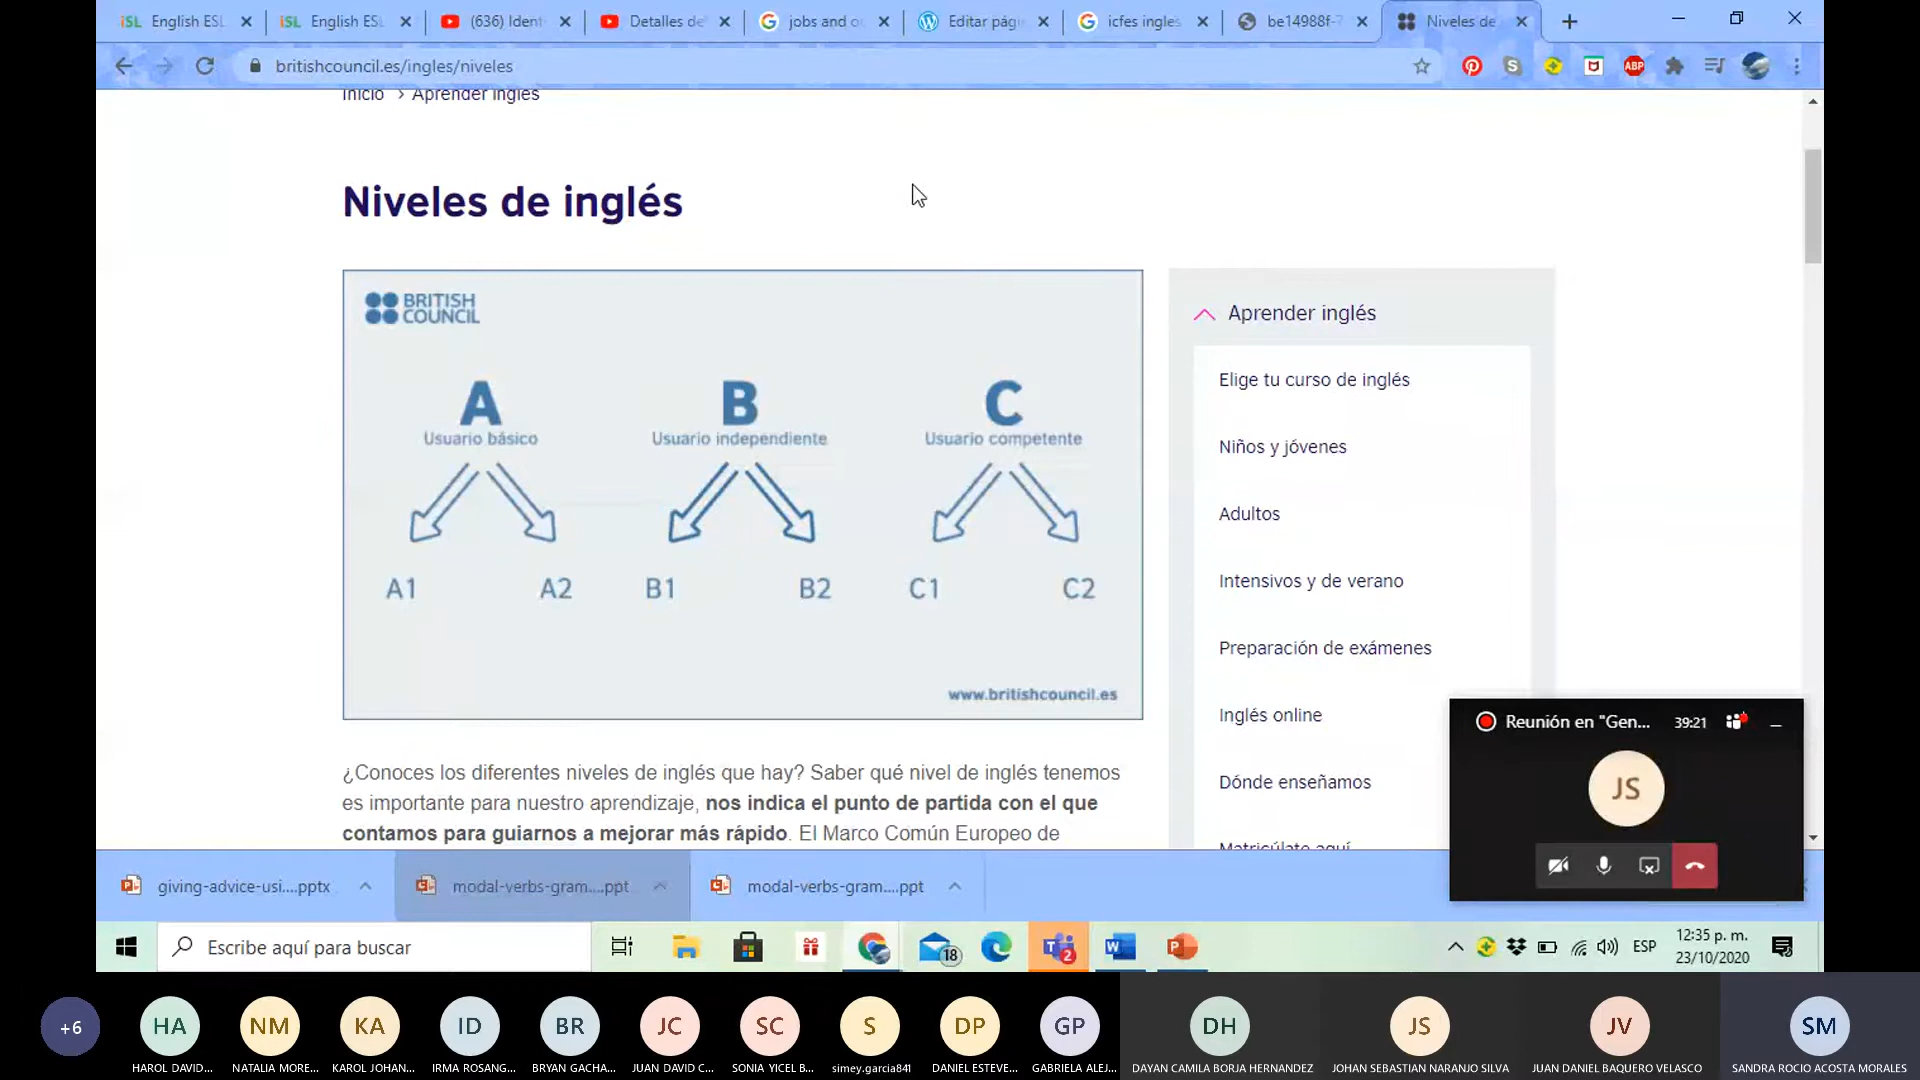 English ESL
English ESL
(636) Ident
Detalles de
jobs and oc
Editar pági
icfes ingles
be14988f-7
Niveles de
britishcouncil.es/ingles/niveles
Inicio > Aprender inglés
Niveles de inglés
BRITISH
COUNCIL
A B C
Usuario básico Usuario independiente Usuario competente
A1 A2 B1 B2 C1 C2
www.britishcouncil.es
¿Conoces los diferentes niveles de inglés que hay? Saber qué nivel de inglés tenemos
es importante para nuestro aprendizaje, nos indica el punto de partida con el que
contamos para guiarnos a mejorar más rápido. El Marco Común Europeo de
Aprender inglés
Elige tu curso de inglés
Niños y jóvenes
Adultos
Intensivos y de verano
Preparación de exámenes
Inglés online
Dónde enseñamos
Matricúlate aquí
Reunión en "Gen... 39:21
JS
giving-advice-usi....pptx
modal-verbs-gram....ppt
modal-verbs-gram....ppt
Escribe aquí para buscar
18
2
ESP
12:35 p. m.
23/10/2020
+6
HA
HAROL DAVID...
NM
NATALIA MORE...
KA
KAROL JOHAN...
ID
IRMA ROSANG...
BR
BRYAN GACHA...
JC
JUAN DAVID C...
SC
SONIA YICEL B...
S
simey.garcia841
DP
DANIEL ESTEVE...
GP
GABRIELA ALEJ...
DH
DAYAN CAMILA BORJA HERNANDEZ
JS
JOHAN SEBASTIAN NARANJO SILVA
JV
JUAN DANIEL BAQUERO VELASCO
SM
SANDRA ROCIO ACOSTA MORALES